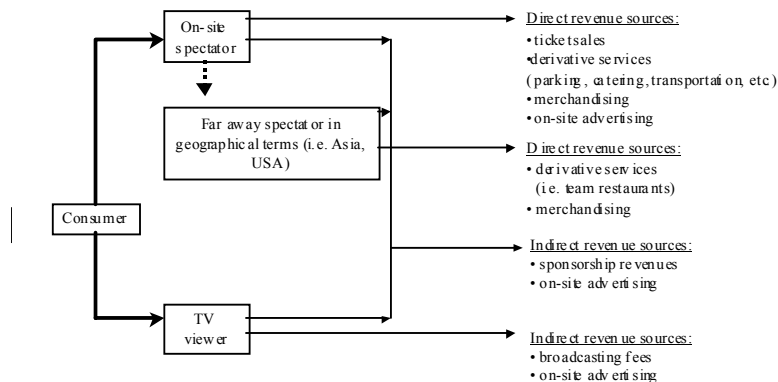 On-site
spectator
Direct revenue sources:
• ticket sales
• derivative services
(parking, catering, transportation, etc)
• merchandising
• on-site advertising
Far away spectator in
geographical terms (i.e. Asia,
USA)
Direct revenue sources:
• derivative services
(i.e. team restaurants)
• merchandising
Consumer
Indirect revenue sources:
• sponsorship revenues
• on-site advertising
TV
viewer
Indirect revenue sources:
• broadcasting fees
• on-site advertising